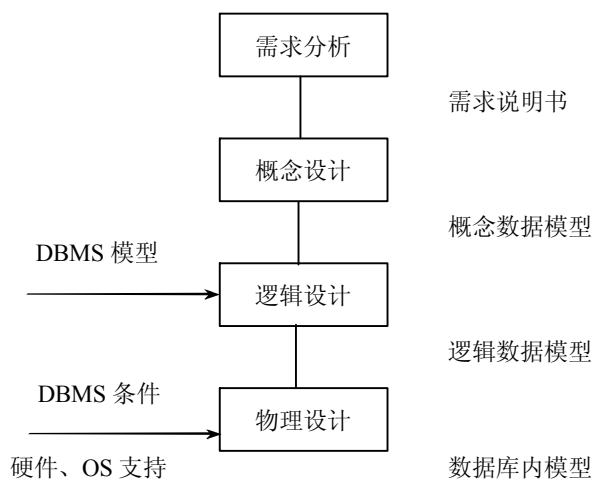 需求分析
需求说明书
概念设计
概念数据模型
DBMS 模型
逻辑设计
逻辑数据模型
DBMS 条件
物理设计
硬件、OS 支持
数据库内模型